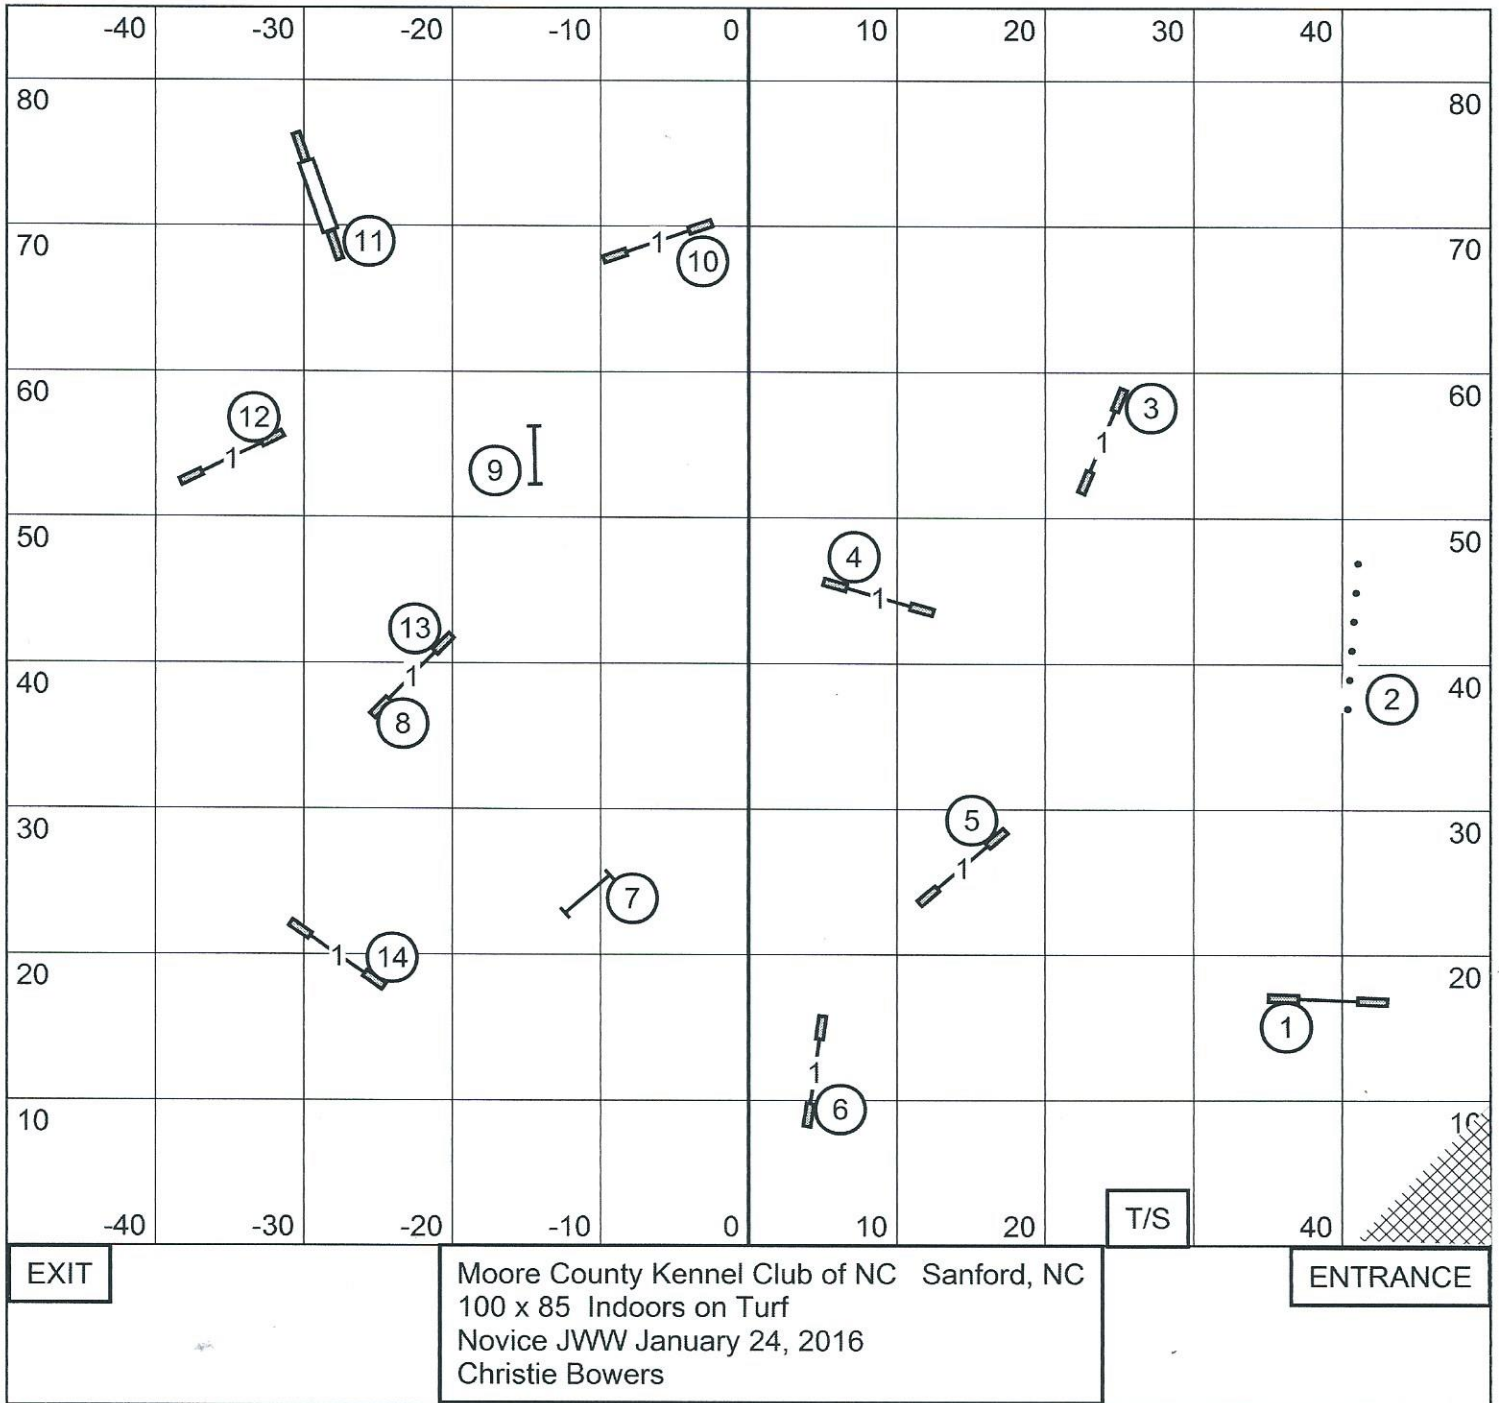 -40 -30 -20 -10 0 10 20 30 40
80 80
11
70 10 70
60 12 3 60
9
50 4 50
13
40 8 2 40
30 5 30
7
20 14 20
1
10 1 6 10
-40 -30 -20 -10 0 10 20 T/S 40
1
1
1
1
1
1
1
1
EXIT
ENTRANCE
Moore County Kennel Club of NC Sanford, NC
100 x 85 Indoors on Turf
Novice JWW January 24, 2016
Christie Bowers